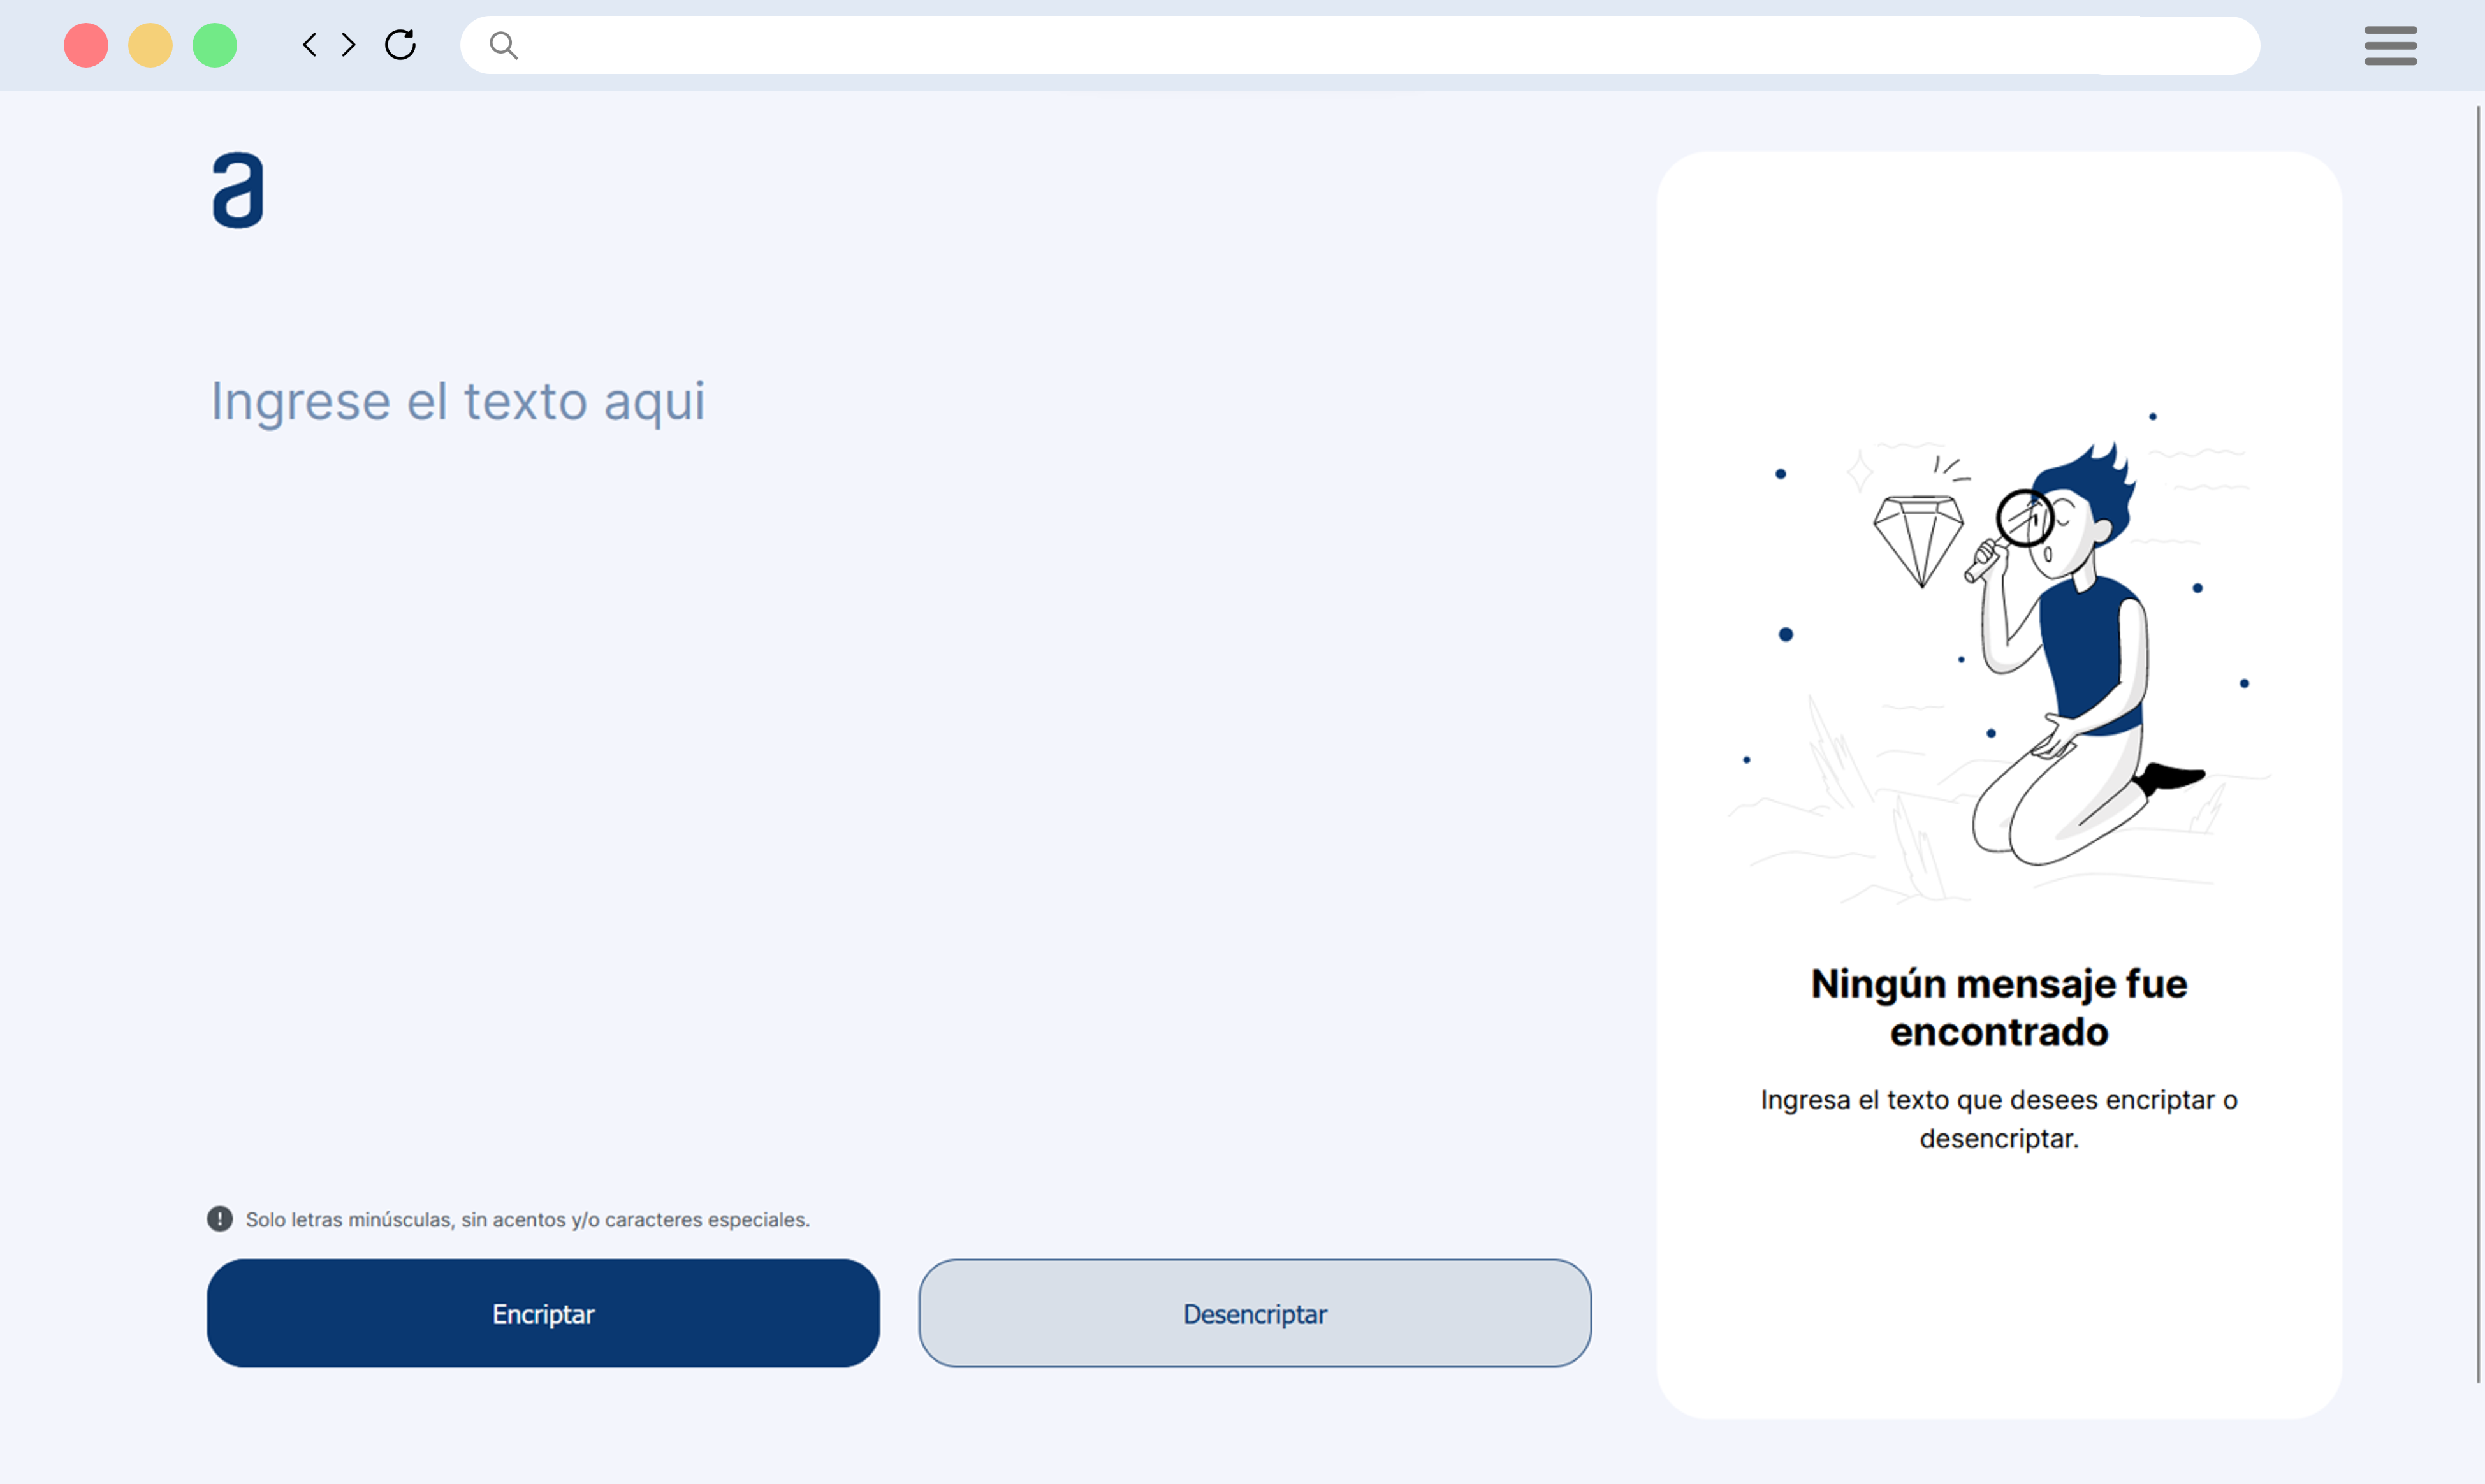 a
Ingrese el texto aqui
Solo letras minúsculas, sin acentos y/o caracteres especiales.
Encriptar
Desencriptar
Ningún mensaje fue
encontrado
Ingresa el texto que desees encriptar o
desencriptar.